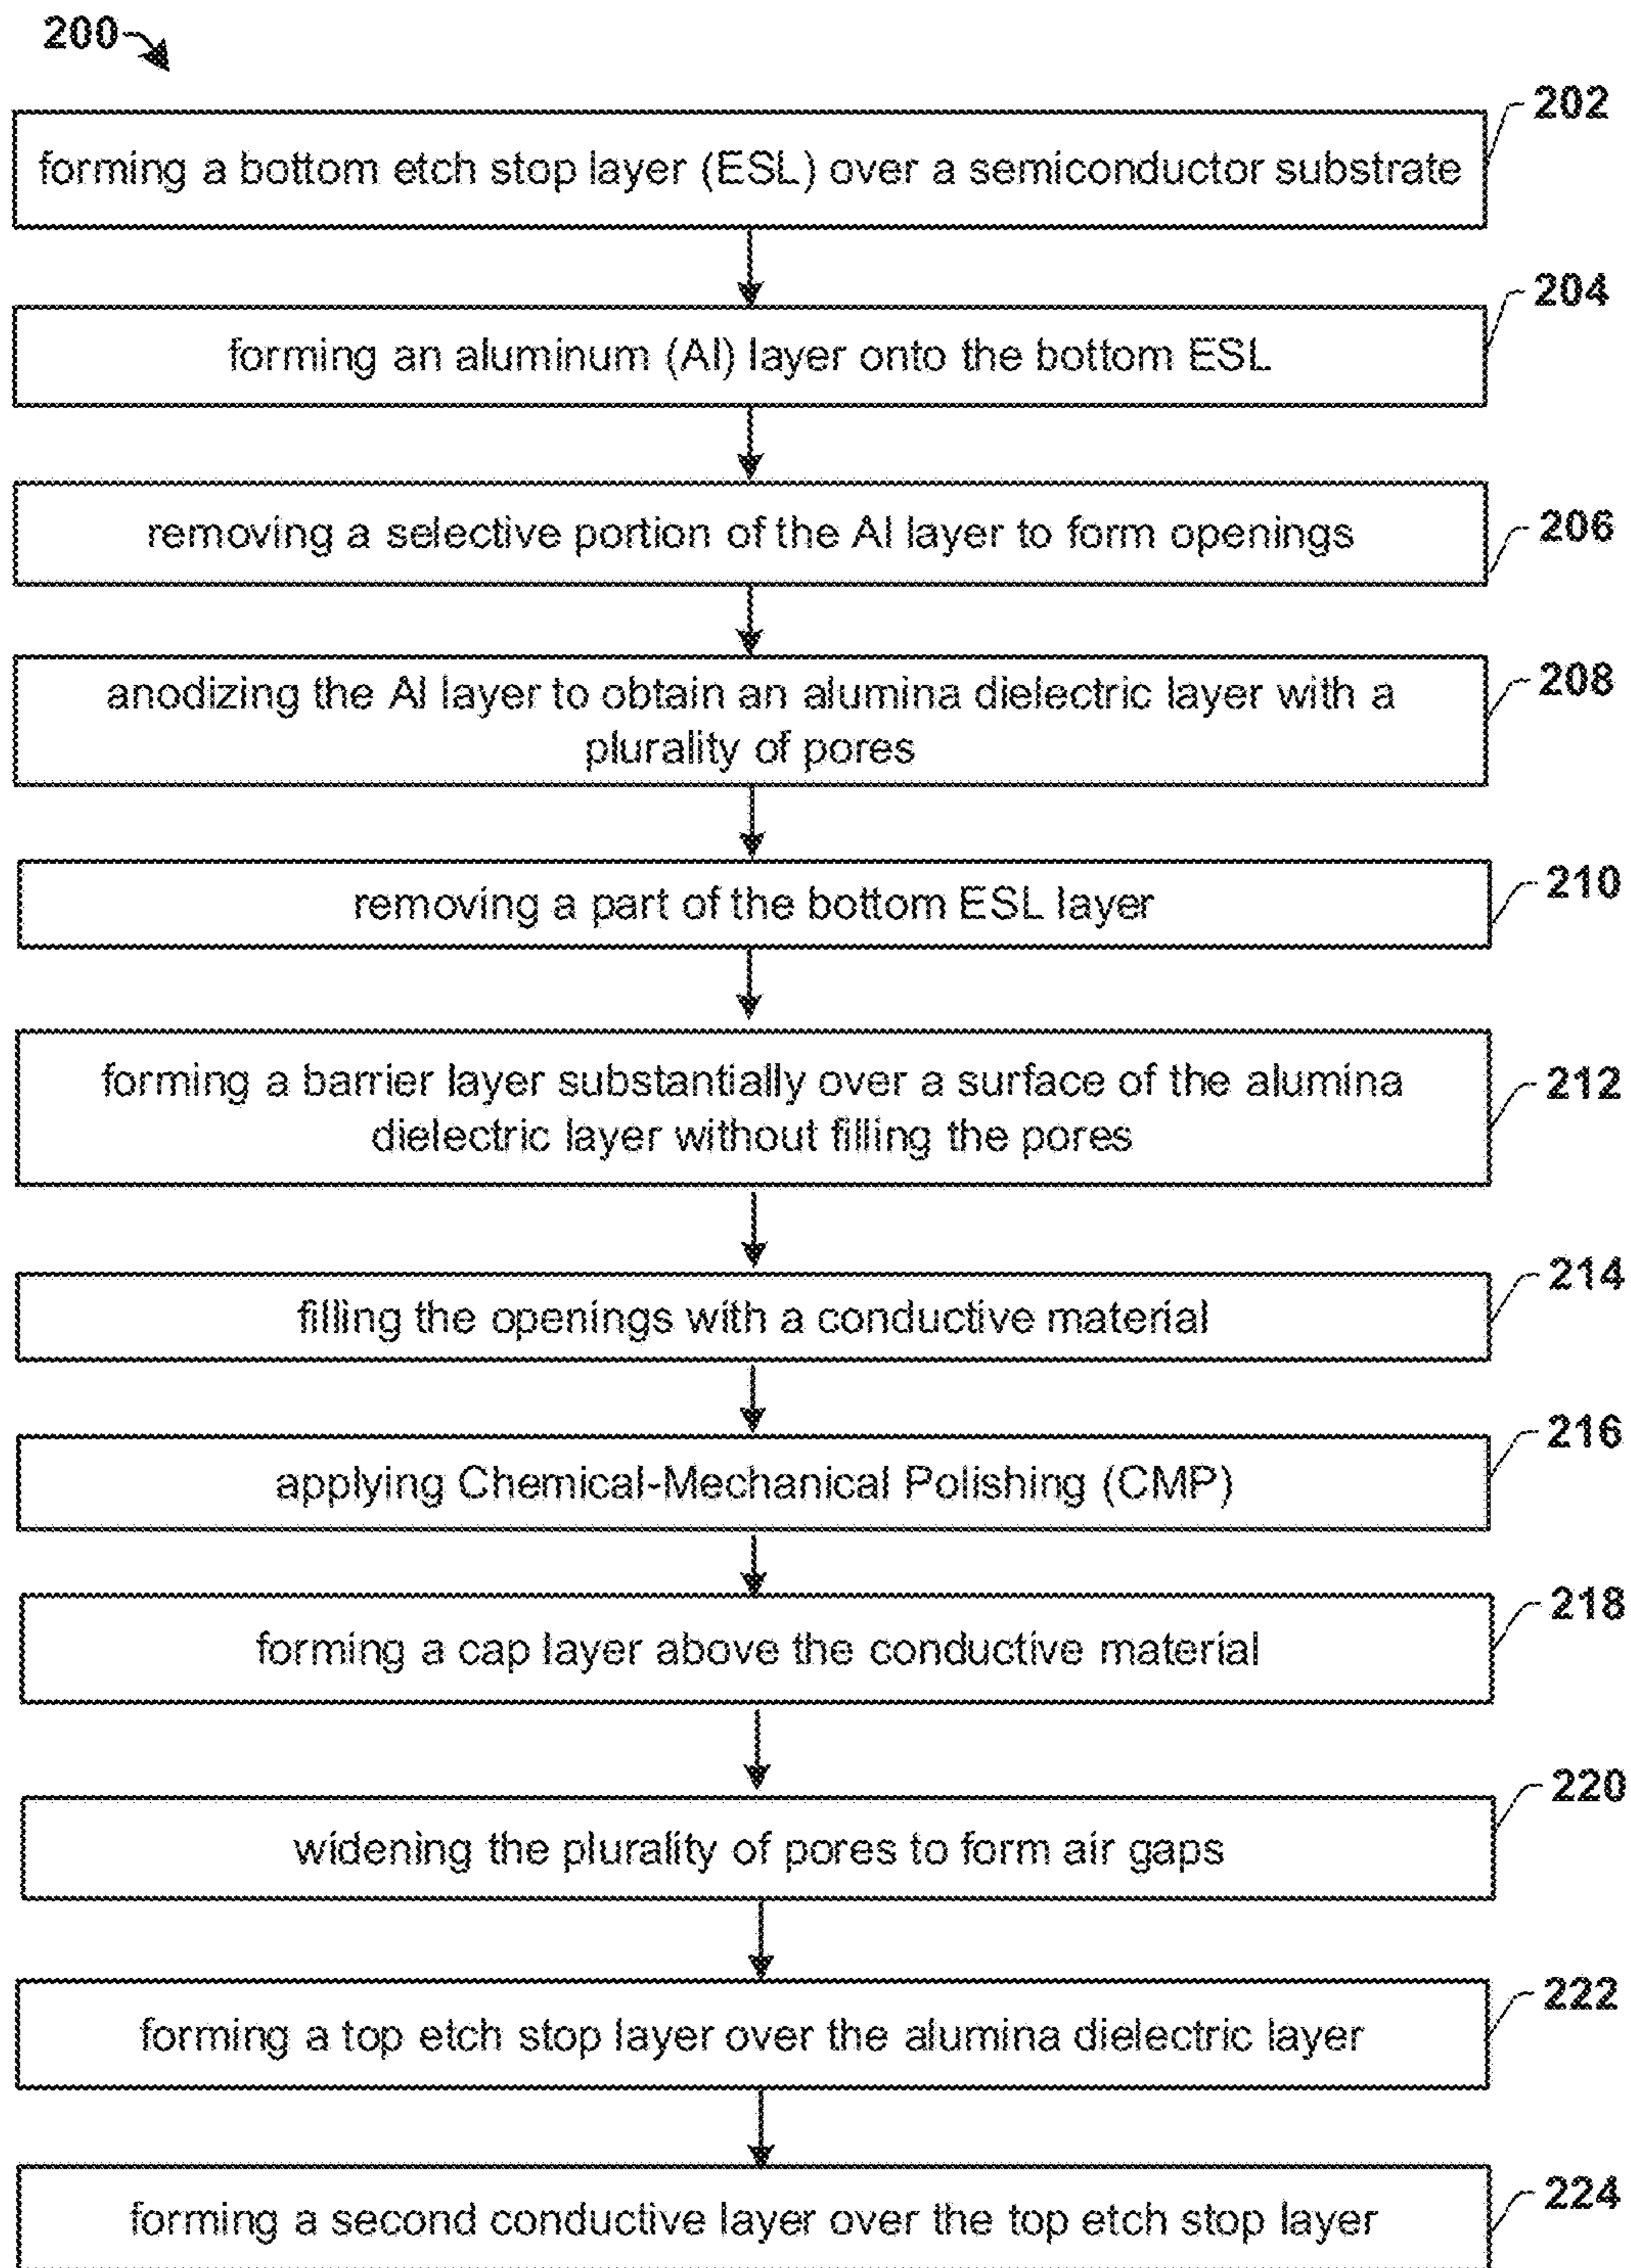 200
202
forming a bottom etch stop layer (ESL) over a semiconductor substrate
204
forming an aluminum (Al) layer onto the bottom ESL
206
removing a selective portion of the Al layer to form openings
208
anodizing the Al layer to obtain an alumina dielectric layer with a
plurality of pores
210
removing a part of the bottom ESL layer
212
forming a barrier layer substantially over a surface of the alumina
dielectric layer without filling the pores
214
filling the openings with a conductive material
216
applying Chemical-Mechanical Polishing (CMP)
218
forming a cap layer above the conductive material
220
widening the plurality of pores to form air gaps
222
forming a top etch stop layer over the alumina dielectric layer
224
forming a second conductive layer over the top etch stop layer